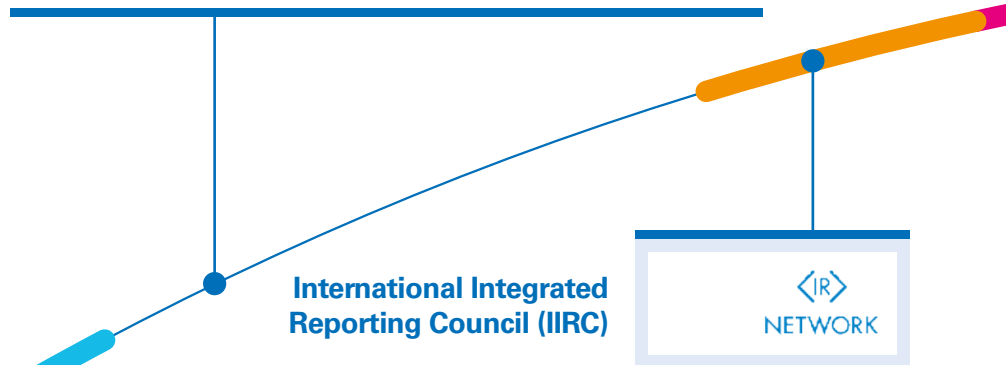 International Integrated
Reporting Council (IIRC)
<IR>
NETWORK